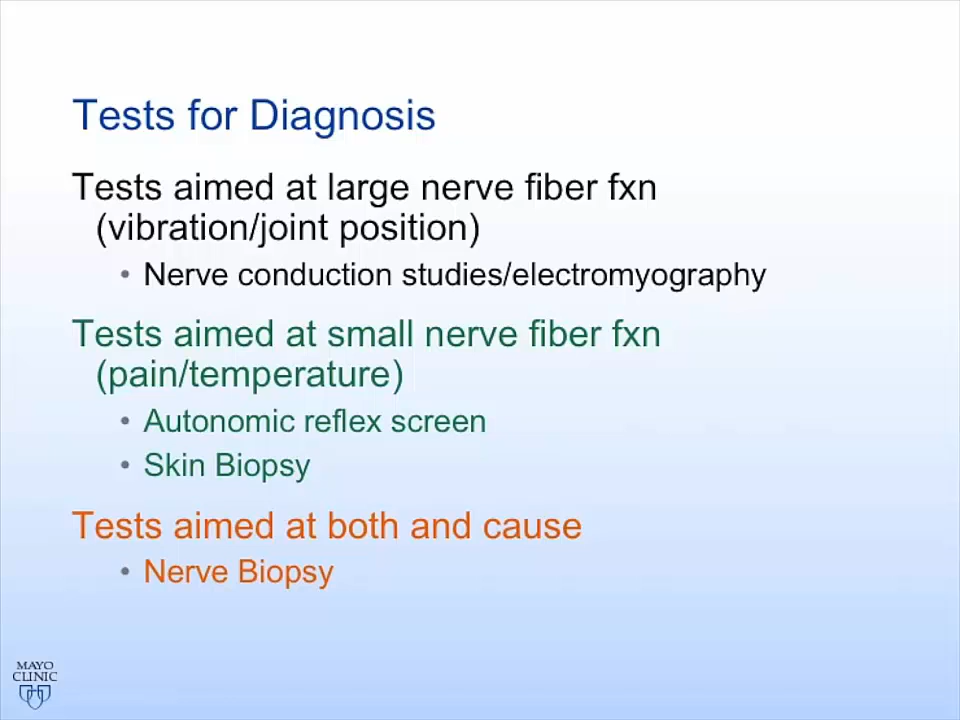 Tests for Diagnosis
Tests aimed at large nerve fiber fxn
(vibration/joint position)
• Nerve conduction studies/electromyography
Tests aimed at small nerve fiber fxn
(pain/temperature)
• Autonomic reflex screen
• Skin Biopsy
Tests aimed at both and cause
• Nerve Biopsy
MAYO
CLINIC